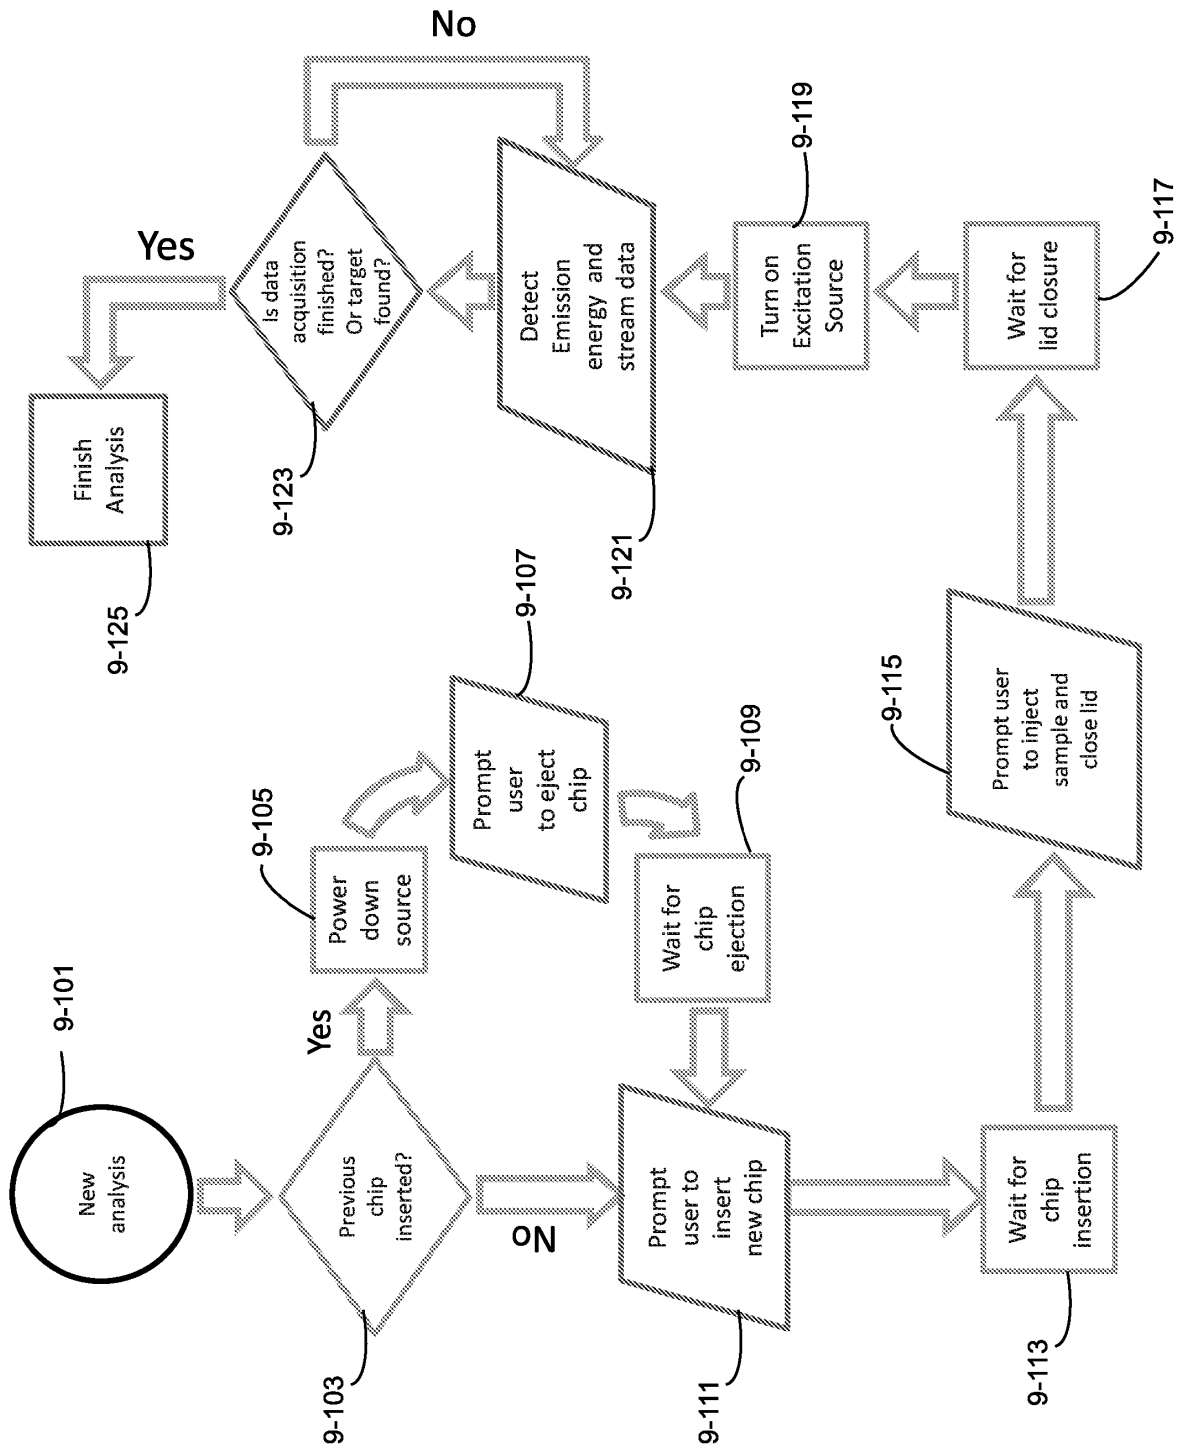 9-101
New
analysis
9-103
Previous
chip
inserted?
Yes
No
9-105
Power
down
source
9-107
Prompt
user
to eject
chip
9-109
Wait for
chip
ejection
9-111
Prompt
user to
insert
new chip
9-113
Wait for
chip
insertion
9-115
Prompt user
to inject
sample and
close lid
9-117
Wait for
lid closure
9-119
Turn on
Excitation
Source
9-121
Detect
Emission
energy and
stream data
9-123
Is data
acquisition
finished?
Or target
found?
No
Yes
9-125
Finish
Analysis